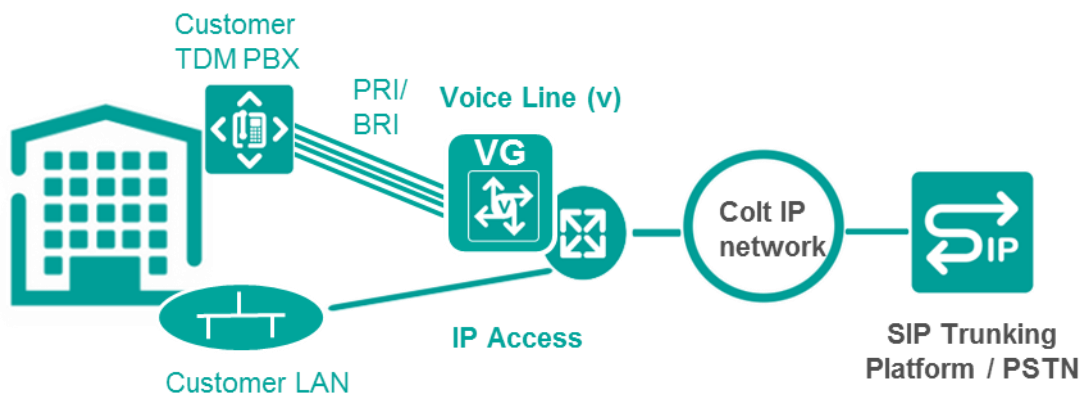 Customer
TDM PBX
PRI/
BRI
Voice Line (v)
VG
v
Colt IP
network
IP
SIP Trunking
Platform / PSTN
IP Access
Customer LAN